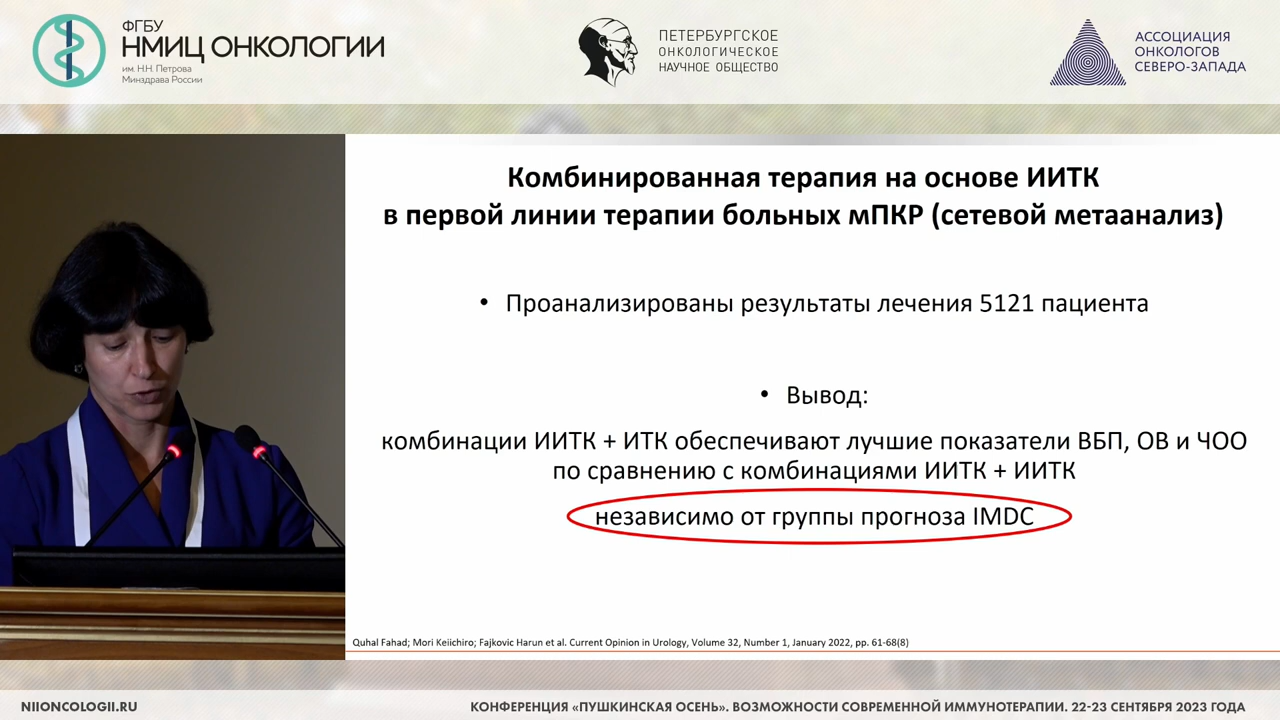 ФГБУ
НМИЦ ОНКОЛОГИИ
им. Н.Н. Петрова
Минздрава России
ПЕТЕРБУРГСКОЕ
ОНКОЛОГИЧЕСКОЕ
НАУЧНОЕ ОБЩЕСТВО
АССОЦИАЦИЯ
ОНКОЛОГОВ
СЕВЕРО-ЗАПАДА
Комбинированная терапия на основе ИИТК
в первой линии терапии больных мПКР (сетевой метаанализ)
• Проанализированы результаты лечения 5121 пациента
• Вывод:
комбинации ИИТК + ИТК обеспечивают лучшие показатели ВБП, ОВ и ЧОО
по сравнению с комбинациями ИИТК + ИИТК
независимо от группы прогноза IMDC
Quhal Fahad; Mori Keiichiro; Fajkovic Harun et al. Current Opinion in Urology, Volume 32, Number 1, January 2022, pp. 61-68(8)
NIIONCOLOGII.RU
КОНФЕРЕНЦИЯ «ПУШКИНСКАЯ ОСЕНЬ». ВОЗМОЖНОСТИ СОВРЕМЕННОЙ ИММУНОТЕРАПИИ. 22-23 СЕНТЯБРЯ 2023 ГОДА